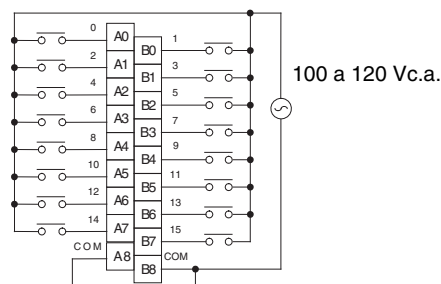 0 A0
B0 1
2 A1
B1 3
4 A2
B2 5
6 A3
B3 7
8 A4
B4 9
10 A5
B5 11
12 A6
B6 13
14 A7
B7 15
COM A8
B8 COM
100 a 120 Vc.a.